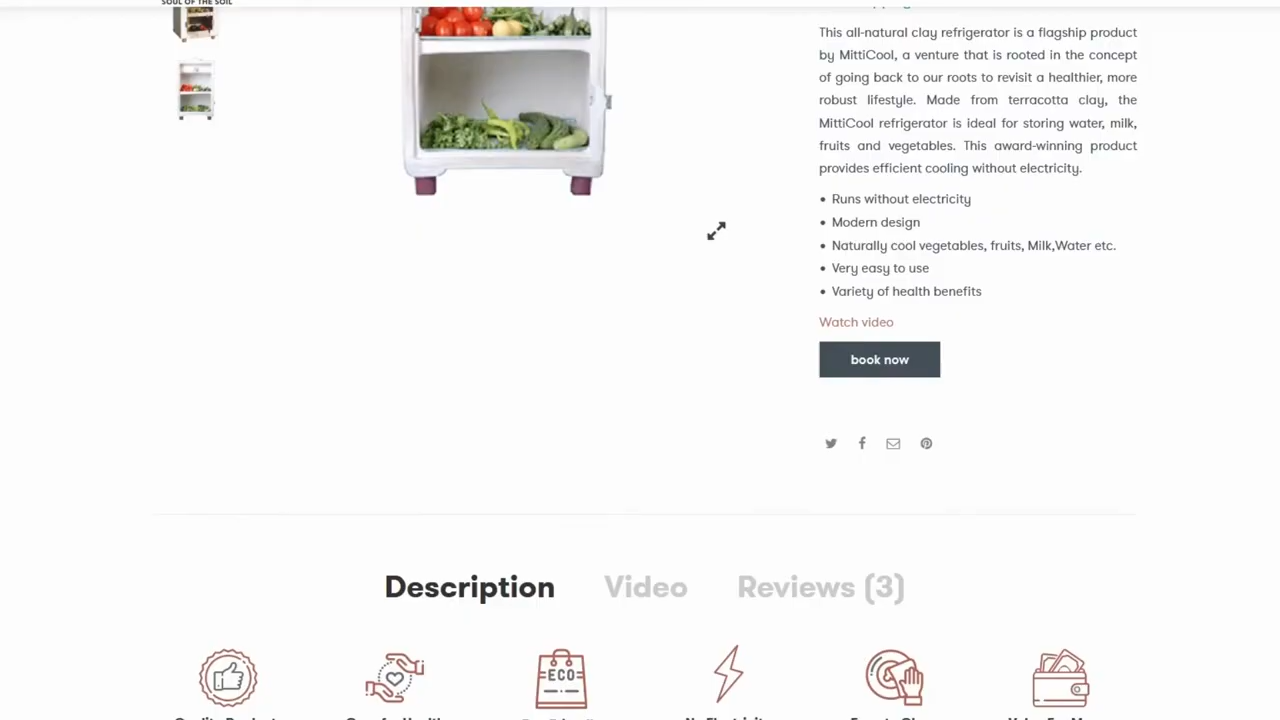 SOUL OF THE SOIL
This all-natural clay refrigerator is a flagship product
by MittiCool, a venture that is rooted in the concept
of going back to our roots to revisit a healthier, more
robust lifestyle. Made from terracotta clay, the
MittiCool refrigerator is ideal for storing water, milk,
fruits and vegetables. This award-winning product
provides efficient cooling without electricity.
• Runs without electricity
• Modern design
• Naturally cool vegetables, fruits, Milk,Water etc.
• Very easy to use
• Variety of health benefits
Watch video
book now
Description Video Reviews (3)
ECO